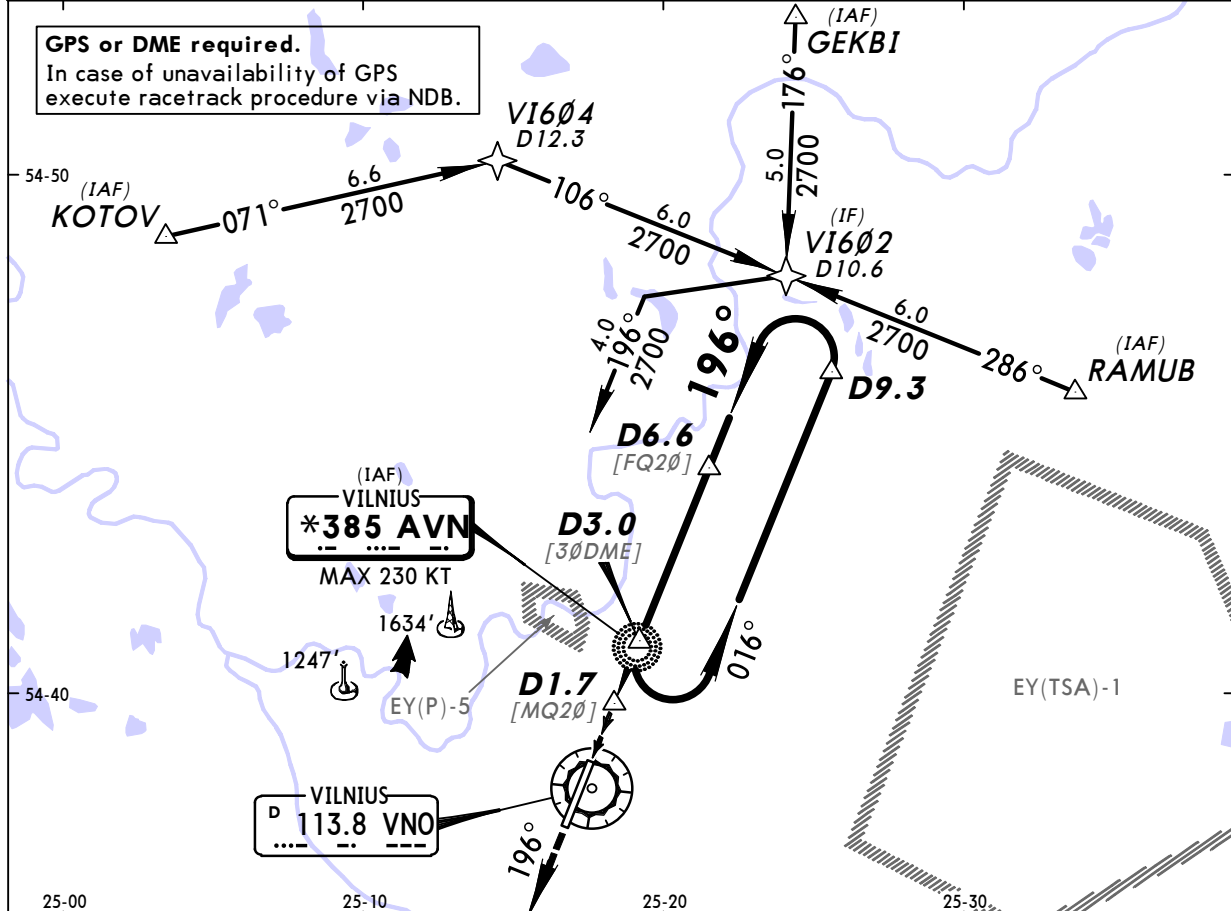 GPS or DME required.
In case of unavailability of GPS
execute racetrack procedure via NDB.
(IAF)
GEKBI
176°
5.0
2700
VI6Ø4
D12.3
54-50
(IAF)
KOTOV
071°
6.6
2700
106°
6.0
2700
(IF)
VI6Ø2
D10.6
6.0
2700
286°
(IAF)
RAMUB
4.0
196°
2700
196°
D9.3
D6.6
[FQ2Ø]
(IAF)
VILNIUS
*385 AVN
MAX 230 KT
D3.0
[3ØDME]
1634'
1247'
016°
54-40
EY(P)-5
D1.7
[MQ2Ø]
EY(TSA)-1
VILNIUS
D 113.8 VNO
196°
25-00
25-10
25-20
25-30